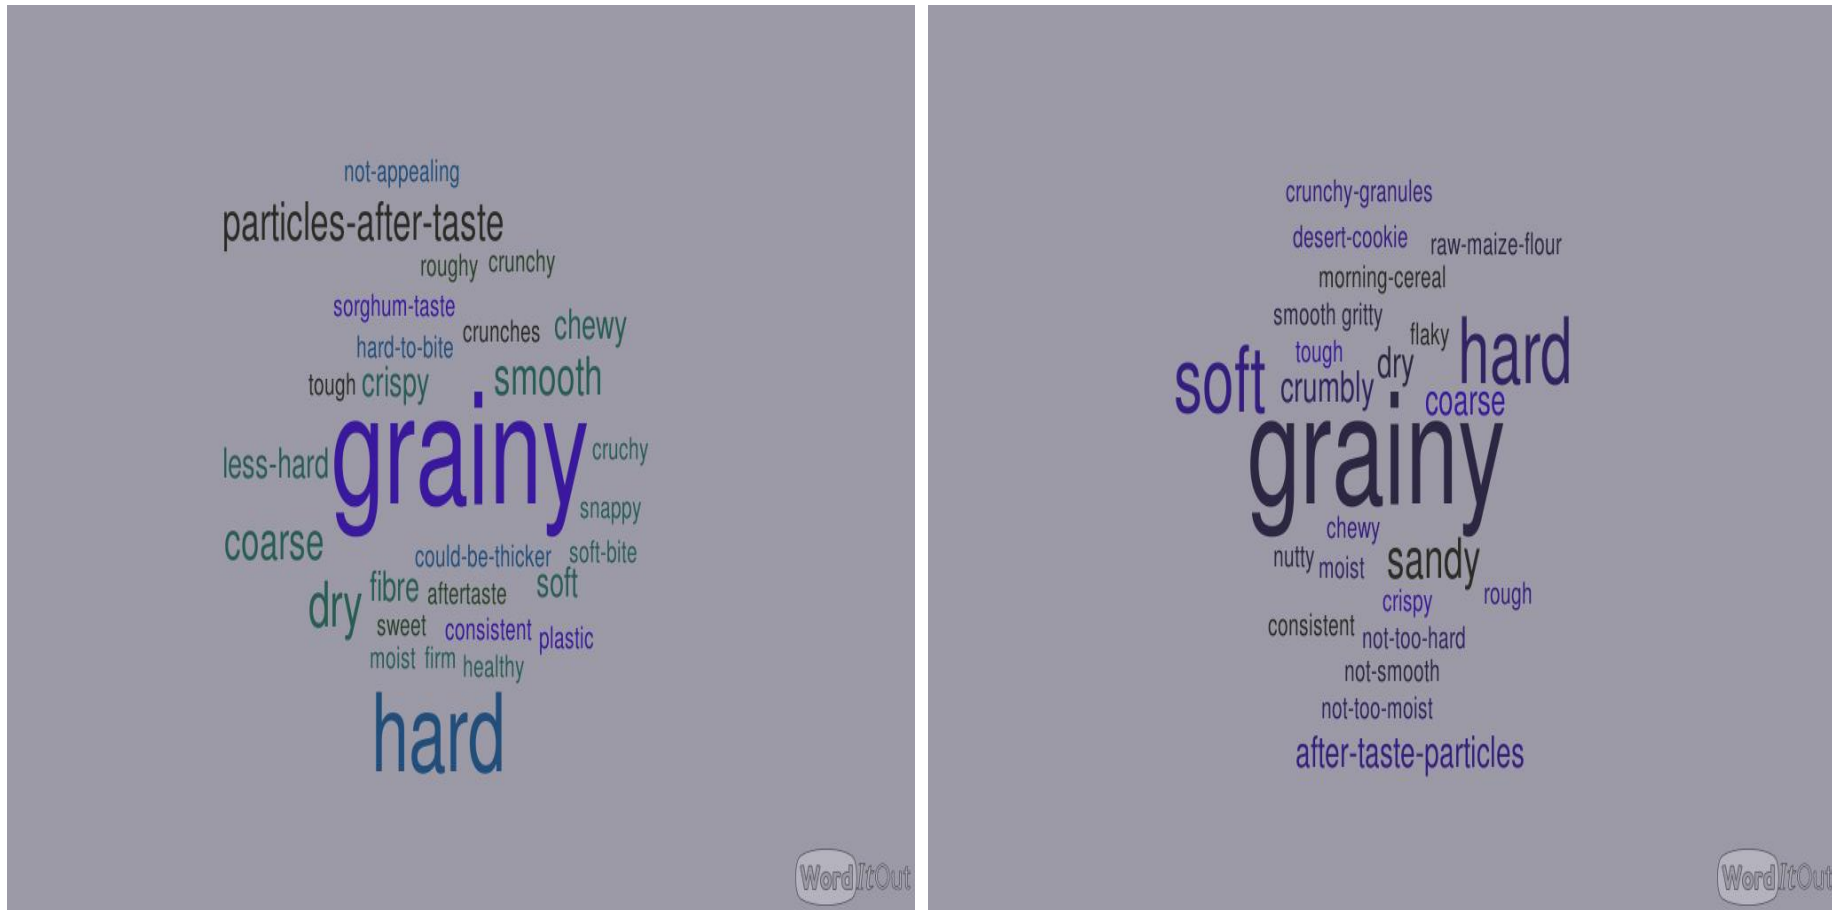 not-appealing
particles-after-taste
roughy crunchy
sorghum-taste
crunches chewy
hard-to-bite
tough crispy smooth
grainy
less-hard cruchy
snappy
coarse
could-be-thicker soft-bite
dry fibre aftertaste soft
sweet consistent plastic
moist firm healthy
hard
WordItOut
crunchy-granules
desert-cookie raw-maize-flour
morning-cereal
smooth gritty flaky hard
tough dry
soft crumbly coarse
grainy
chewy
nutty moist sandy
crispy rough
consistent not-too-hard
not-smooth
not-too-moist
after-taste-particles
WordItOut